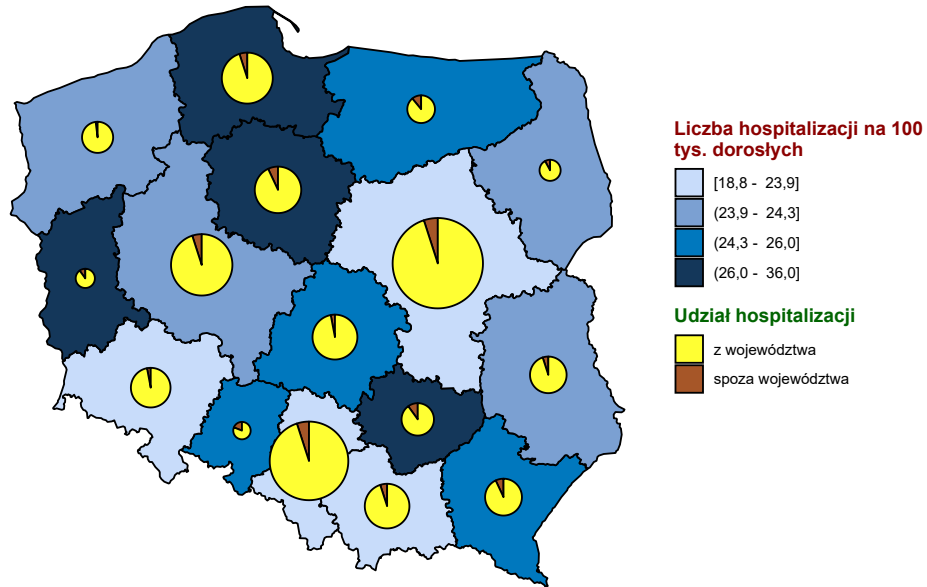 Liczba hospitalizacji na 100
tys. dorosłych
[18,8 - 23,9]
(23,9 - 24,3]
(24,3 - 26,0]
(26,0 - 36,0]
Udział hospitalizacji
z województwa
spoza województwa